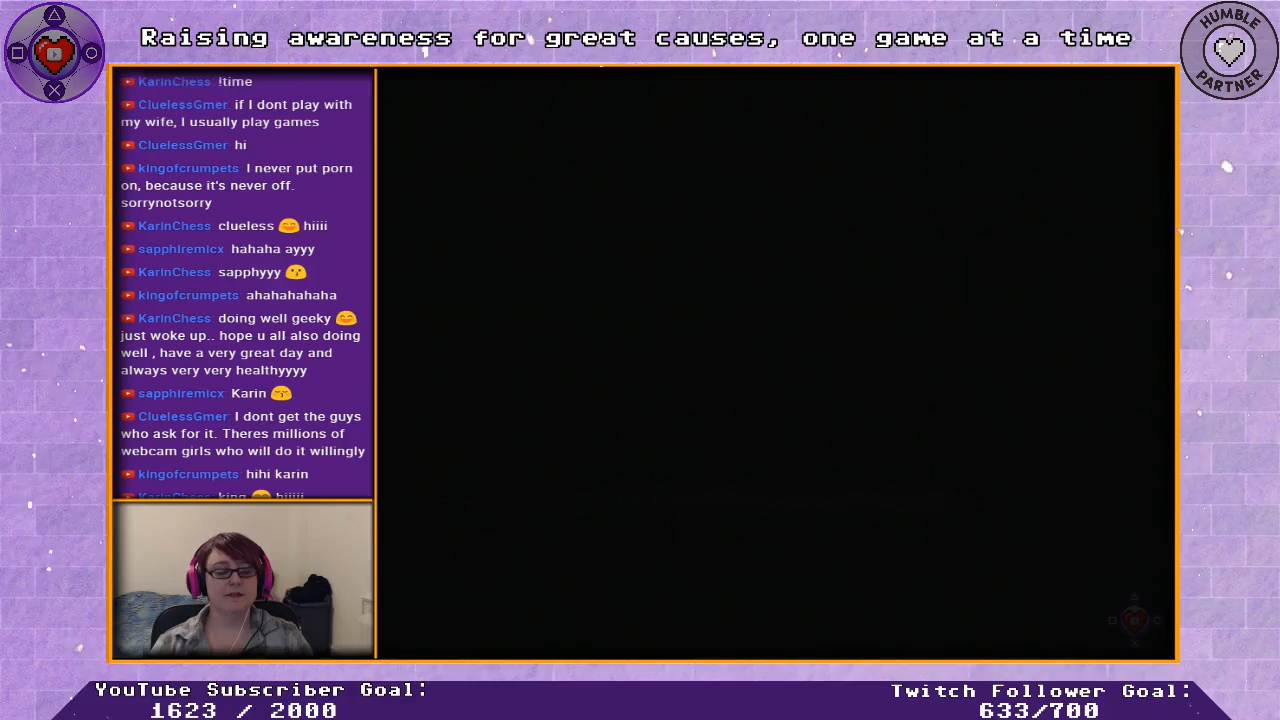 Raising awareness for great causes, one game at a time
HUMBLE
PARTNER
KarinChess: !time
CluelessGmer: if I dont play with
my wife, I usually play games
CluelessGmer: hi
kingofcrumpets: I never put porn
on, because it's never off.
sorrynotsorry
KarinChess: clueless 😄 hiiii
sapphiremicx: hahaha ayyy
KarinChess: sapphyyy 😗
kingofcrumpets: ahahahahaha
KarinChess: doing well geeky 😄
just woke up.. hope u all also doing
well , have a very great day and
always very very healthyyyy
sapphiremicx: Karin 😙
CluelessGmer: I dont get the guys
who ask for it. Theres millions of
webcam girls who will do it willingly
kingofcrumpets: hihi karin
KarinChess: king 😄 hiiiii
YouTube Subscriber Goal:
1623 / 2000
Twitch Follower Goal:
633/700